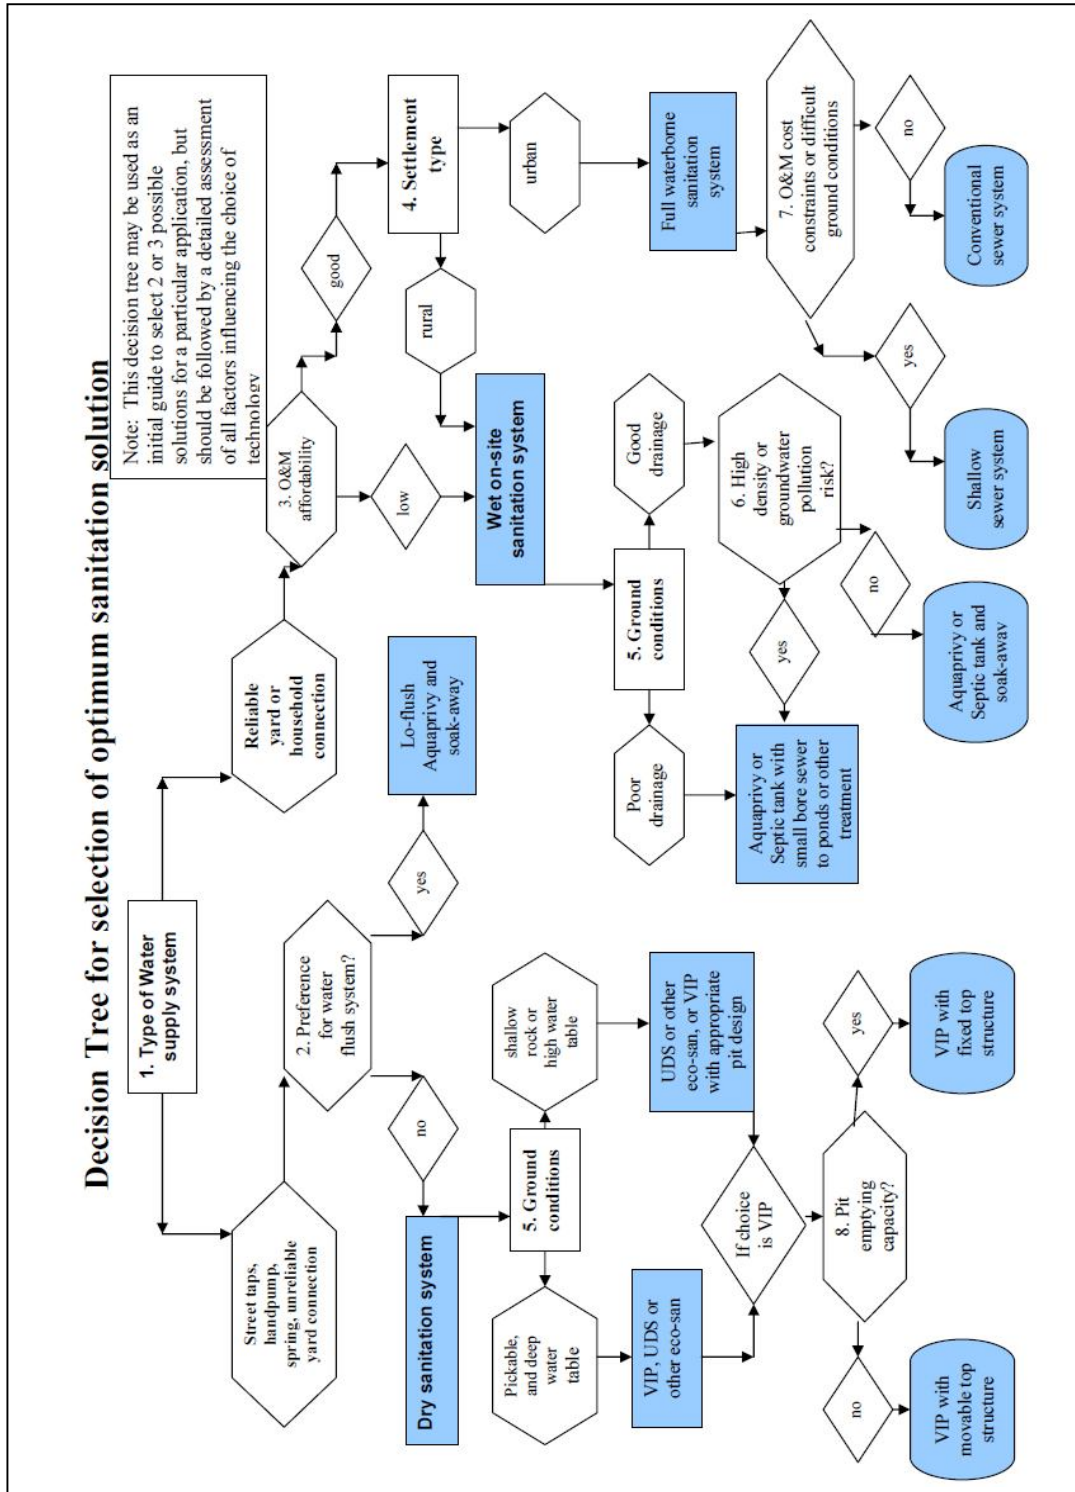 Decision Tree for selection of optimum sanitation solution
Note: This decision tree may be used as an
initial guide to select 2 or 3 possible
solutions for a particular application, but
should be followed by a detailed assessment
of all factors influencing the choice of
technology
1. Type of Water
supply system
Street taps,
handpump,
spring, unreliable
yard connection
Reliable
yard or
household
connection
2. Preference
for water
flush system?
3. O&M
affordability
no
yes
low
good
Dry sanitation system
Lo-flush
Aquaprivy and
soak-away
Wet on-site
sanitation system
rural
4. Settlement
type
urban
5. Ground
conditions
Pickable,
and deep
water
table
shallow
rock or
high water
table
VIP, UDS or
other eco-san
UDS or other
eco-san, or VIP
with appropriate
pit design
If choice
is VIP
8. Pit
emptying
capacity?
no
yes
VIP with
movable top
structure
VIP with
fixed top
structure
5. Ground
conditions
Poor
drainage
Good
drainage
6. High
density or
groundwater
pollution
risk?
yes
no
Aquaprivy or
Septic tank with
small bore sewer
to ponds or other
treatment
Aquaprivy or
Septic tank and
soak-away
Full waterborne
sanitation
system
7. O&M cost
constraints or difficult
ground conditions
yes
no
Shallow
sewer system
Conventional
sewer system